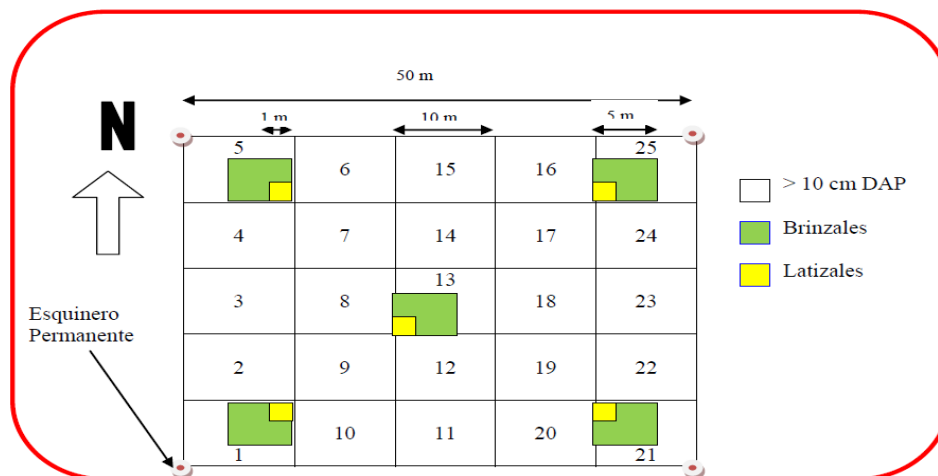 50 m
N
1 m
10 m
5 m
5
6
15
16
25
> 10 cm DAP
Brinzales
Latizales
4
7
14
17
24
13
3
8
18
23
Esquinero
Permanente
2
9
12
19
22
1
10
11
20
21